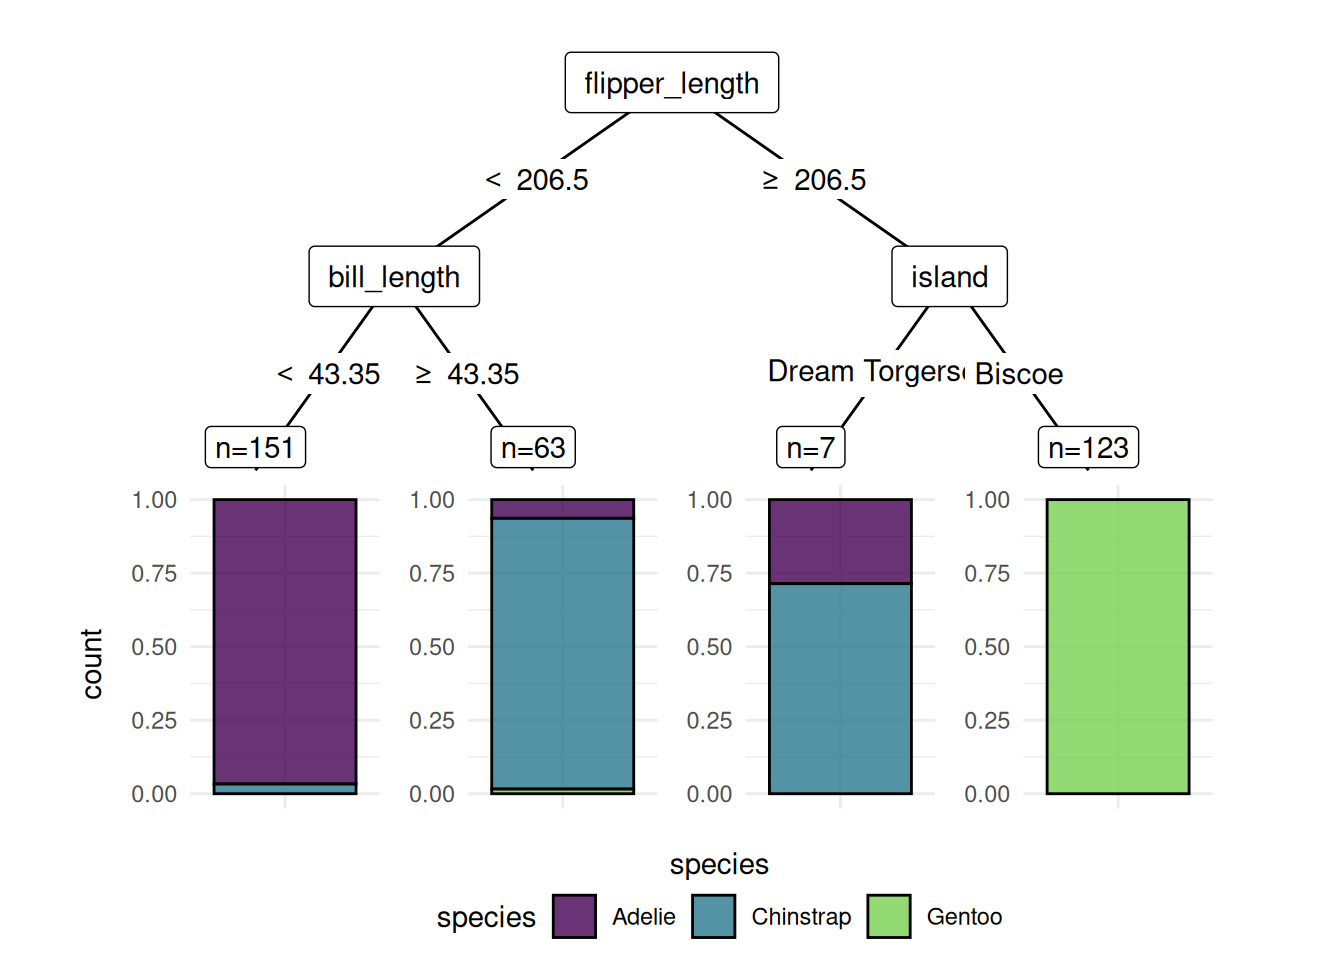 flipper_length
< 206.5 ≥ 206.5
bill_length island
< 43.35 ≥ 43.35 Dream Biscoe
n=151 n=63 n=7 n=123
1.00 1.00 1.00 1.00
0.75 0.75 0.75 0.75
0.50 0.50 0.50 0.50
0.25 0.25 0.25 0.25
0.00 0.00 0.00 0.00
count
species
species Adelie Chinstrap Gentoo